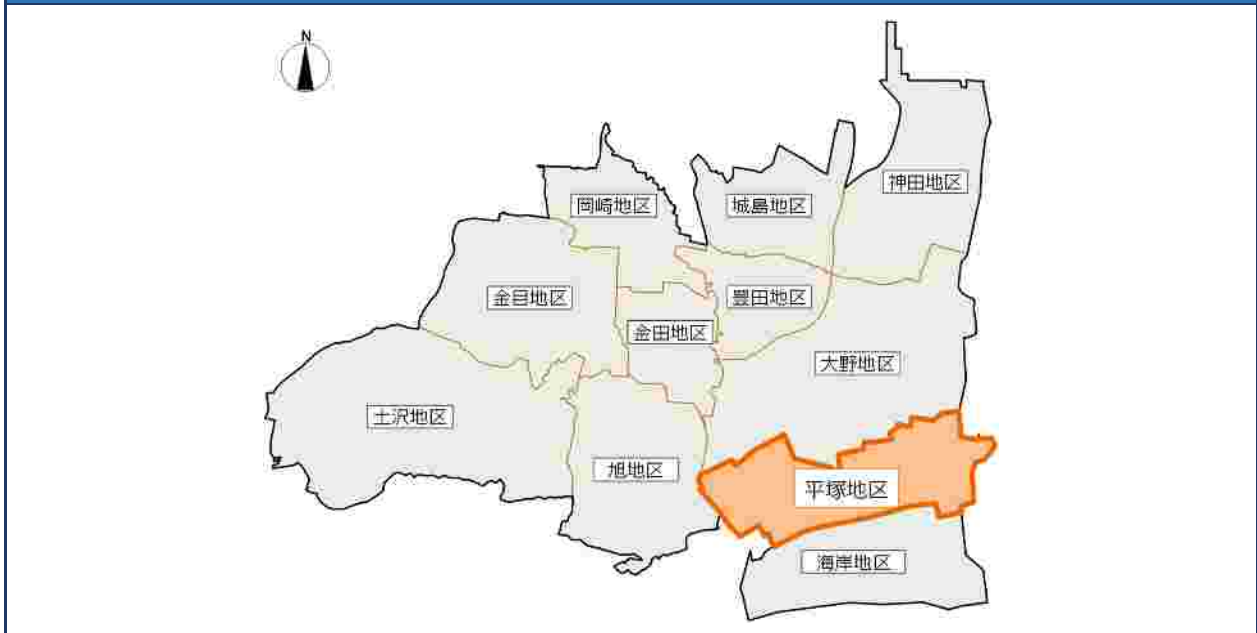 N
神田地区
岡崎地区
城島地区
金目地区
豊田地区
金田地区
大野地区
土沢地区
旭地区
平塚地区
海岸地区